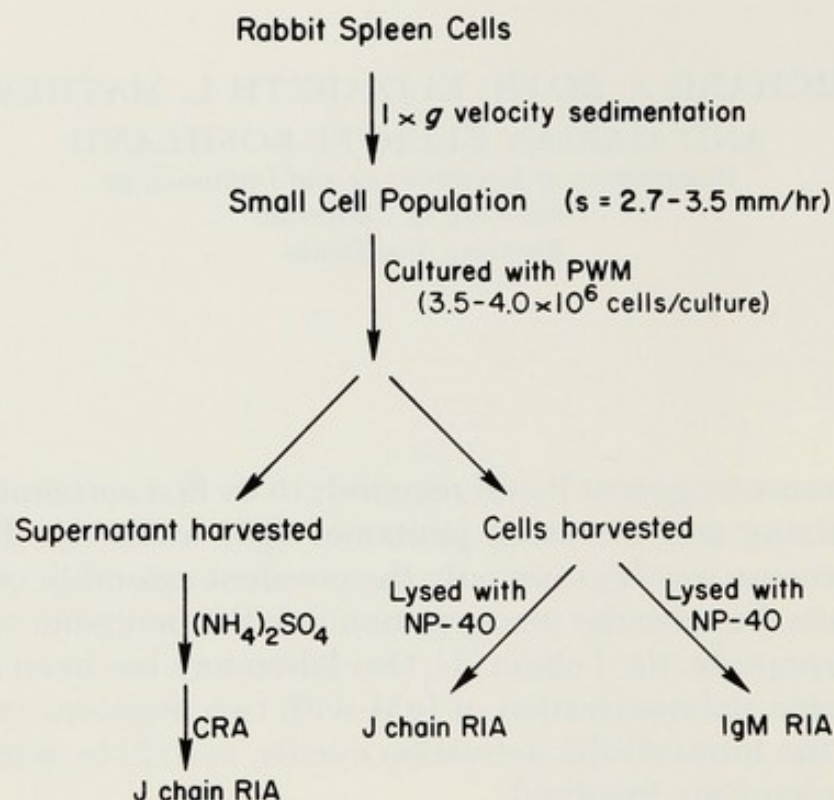 Rabbit Spleen Cells
1 × g velocity sedimentation
Small Cell Population (s = 2.7-3.5 mm/hr)
Cultured with PWM
(3.5-4.0×10⁶ cells/culture)
Supernatant harvested
Cells harvested
(NH₄)₂SO₄
Lysed with
NP-40
Lysed with
NP-40
CRA
J chain RIA
IgM RIA
J chain RIA